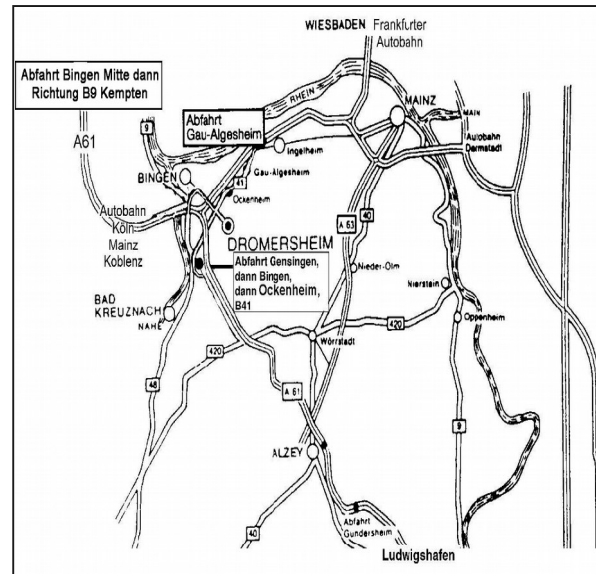 WIESBADEN Frankfurter
Autobahn
Abfahrt Bingen Mitte dann
Richtung B9 Kempten
RHEIN
MAINZ
MAIN
Abfahrt
Gau-Algesheim
9
A61
Autobahn
Darmstadt
Ingelheim
Gau-Algesheim
BINGEN
41
Ockenheim
Autobahn
Köln
Mainz
Koblenz
40
A 63
DROMERSHEIM
Abfahrt Gensingen,
dann Bingen,
dann Ockenheim,
B41
Nieder-Olm
Nierstein
BAD
KREUZNACH
NAHE
Oppenheim
420
Wörrstadt
420
48
A 61
9
ALZEY
40
Abfahrt
Gundersheim
Ludwigshafen